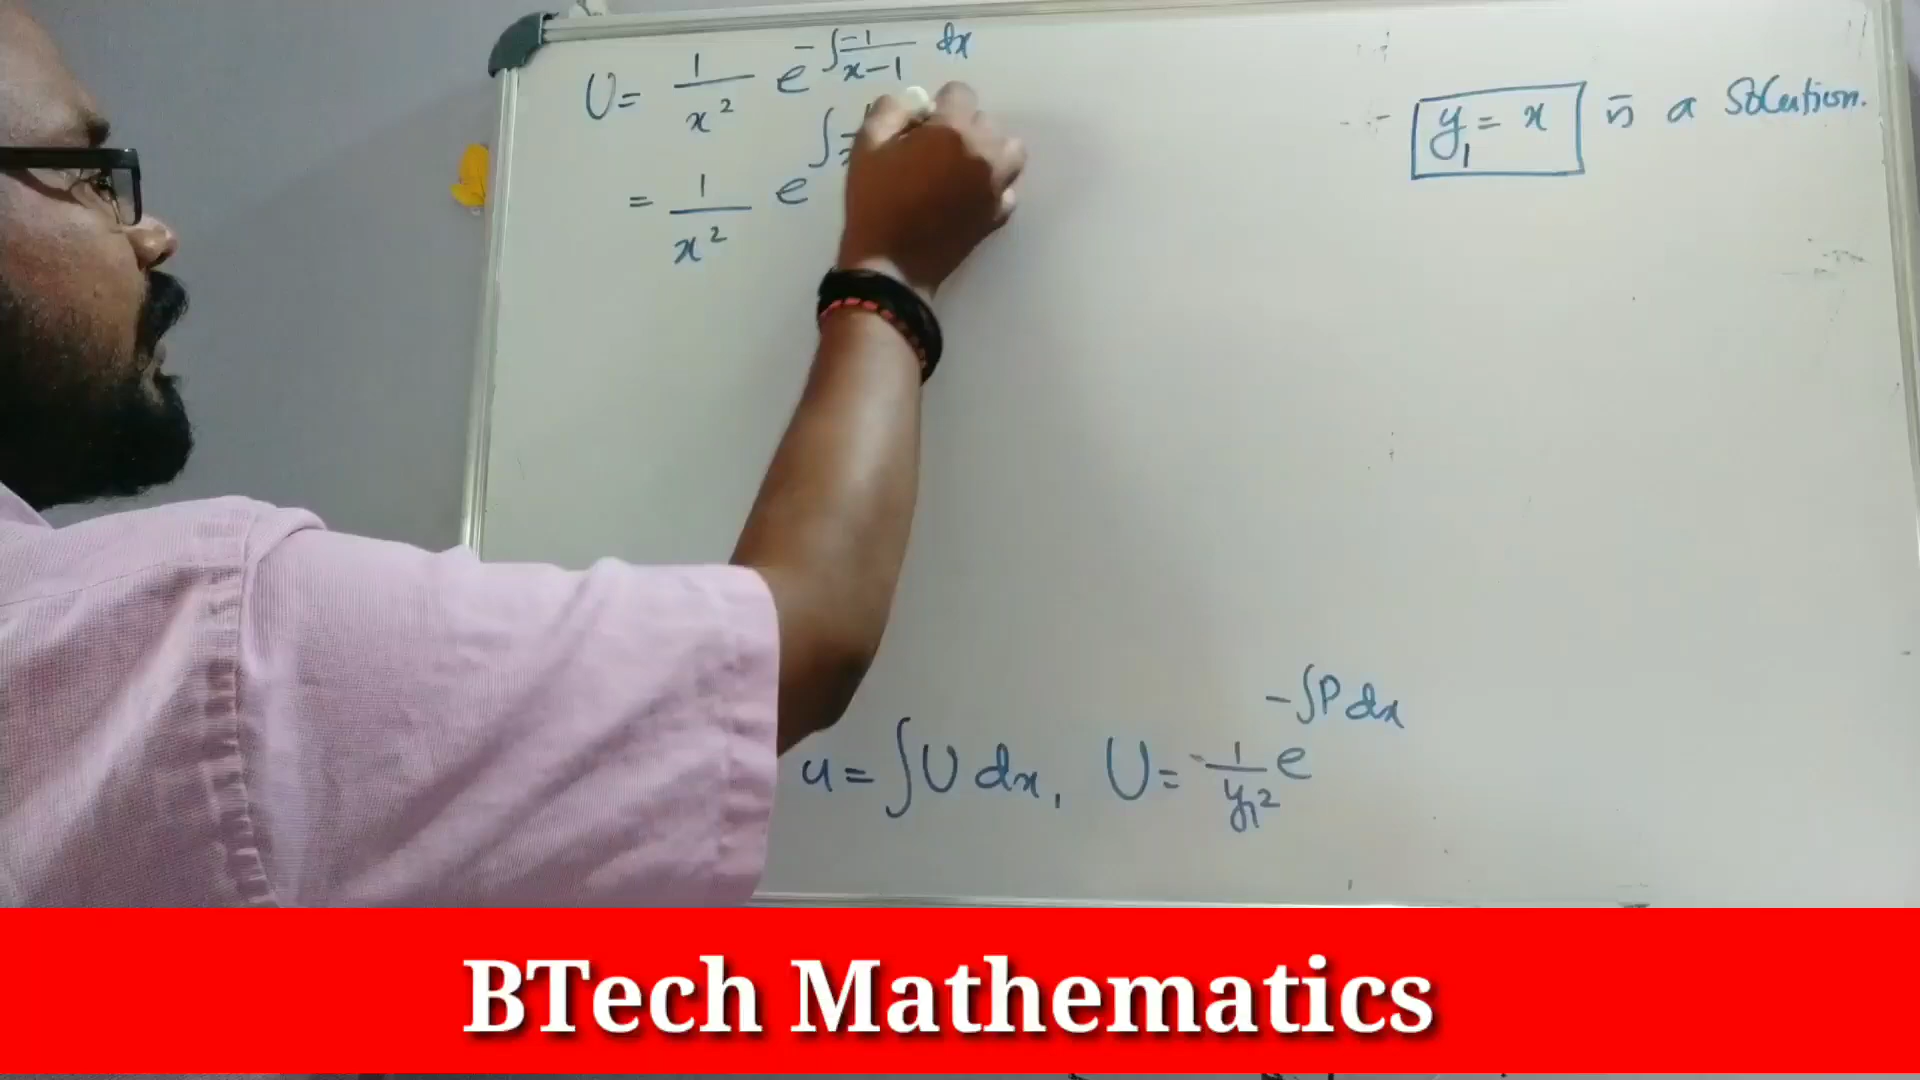 U = 1/x² e^(-∫ -1/(x-1) dx)
= 1/x² e^∫
y₁ = x is a Solution.
u = ∫U dx, U = 1/y₁² e^(-∫P dx)
BTech Mathematics